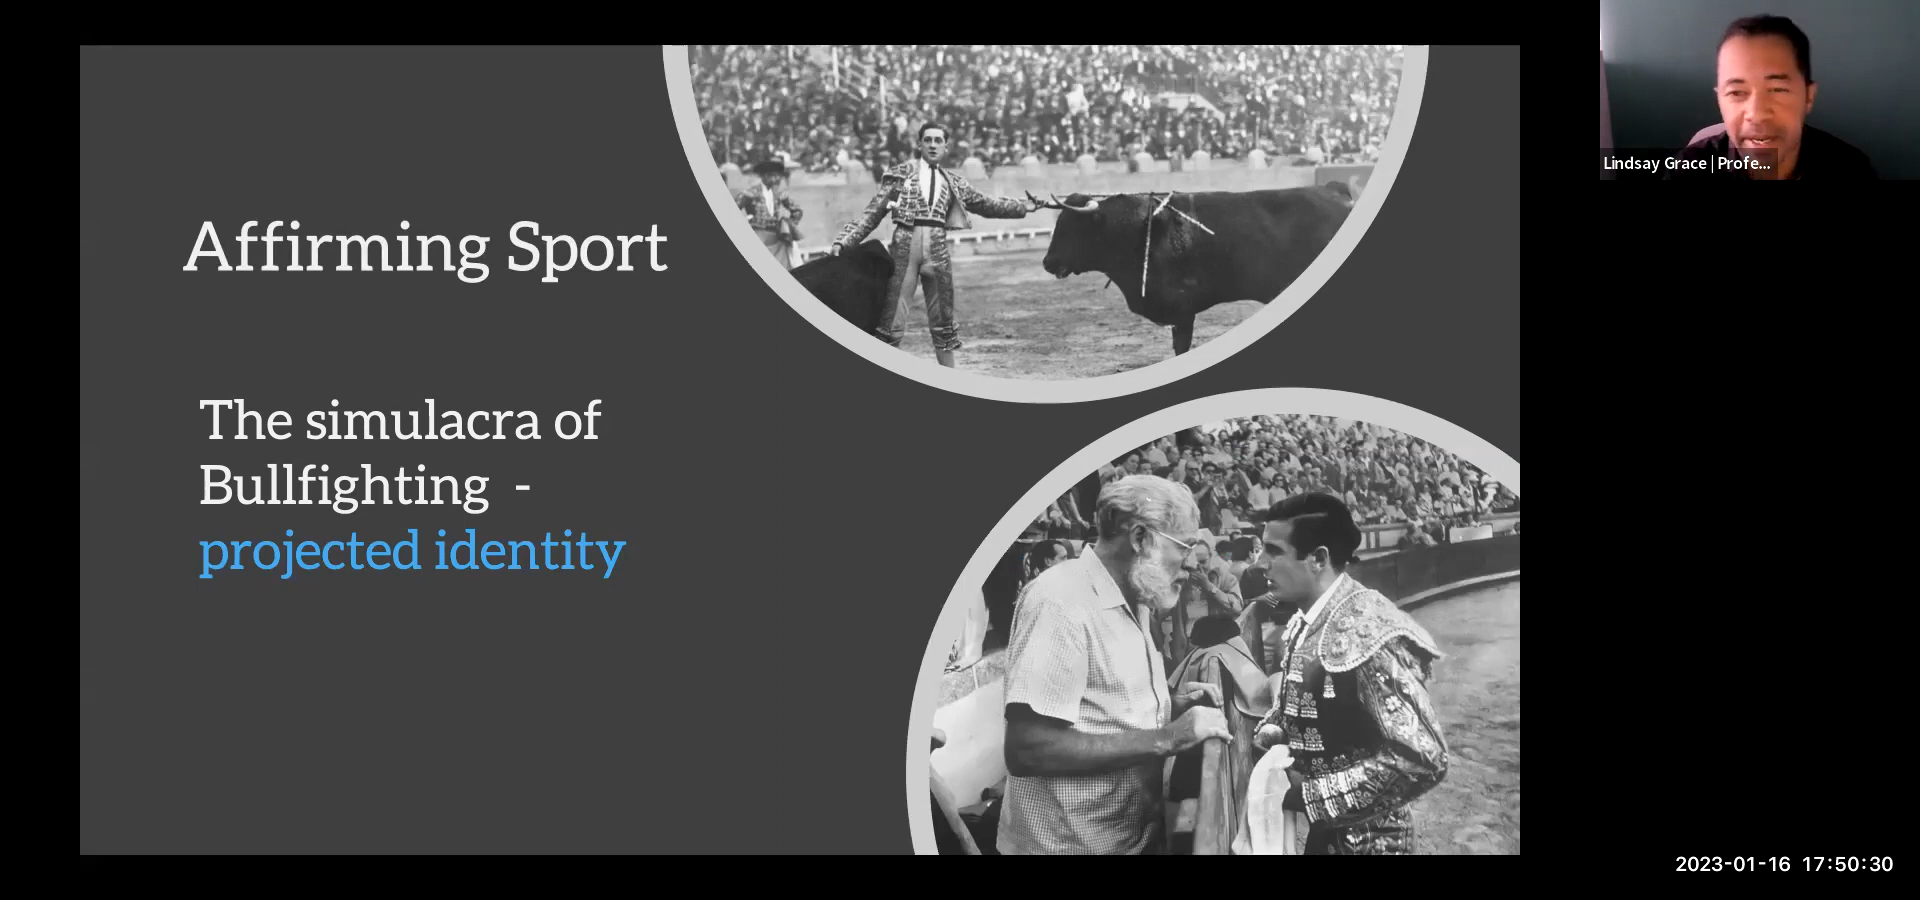 Affirming Sport
The simulacra of
Bullfighting -
projected identity
Lindsay Grace | Profe...
2023-01-16 17:50:30